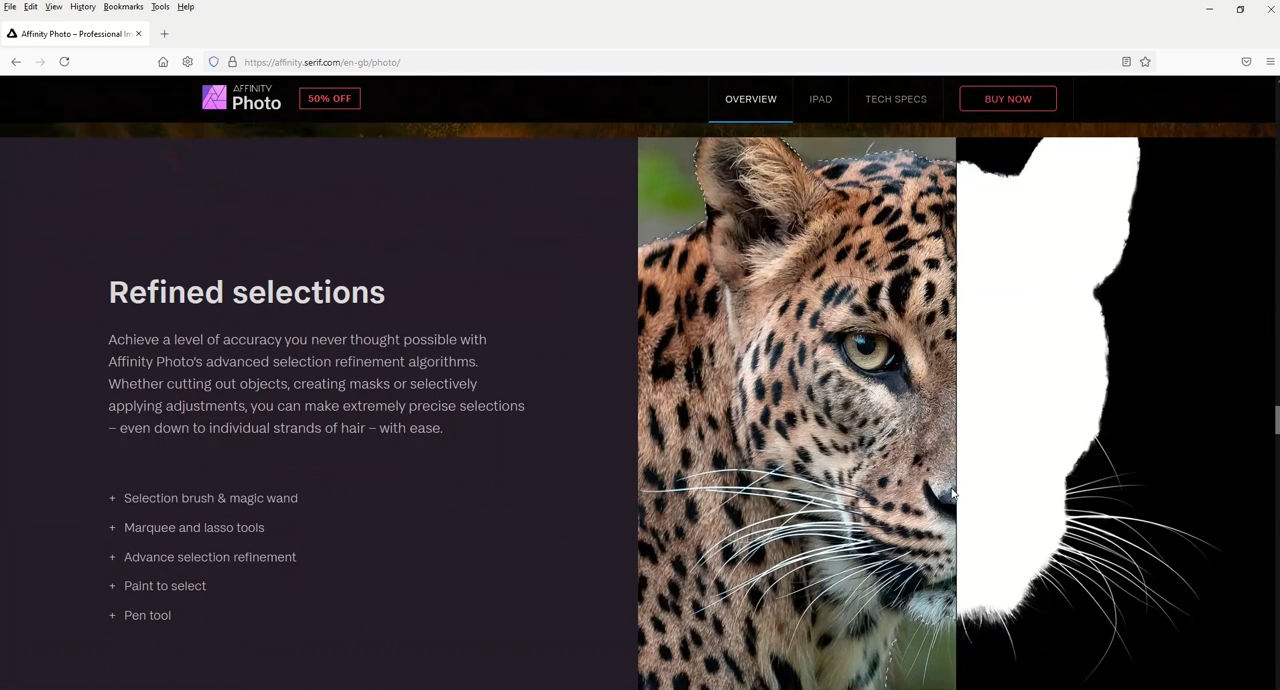 File Edit View History Bookmarks Tools Help
Affinity Photo – Professional Im
https://affinity.serif.com/en-gb/photo/
AFFINITY
Photo
50% OFF
OVERVIEW
IPAD
TECH SPECS
BUY NOW
Refined selections
Achieve a level of accuracy you never thought possible with
Affinity Photo's advanced selection refinement algorithms.
Whether cutting out objects, creating masks or selectively
applying adjustments, you can make extremely precise selections
– even down to individual strands of hair – with ease.
+ Selection brush & magic wand
+ Marquee and lasso tools
+ Advance selection refinement
+ Paint to select
+ Pen tool